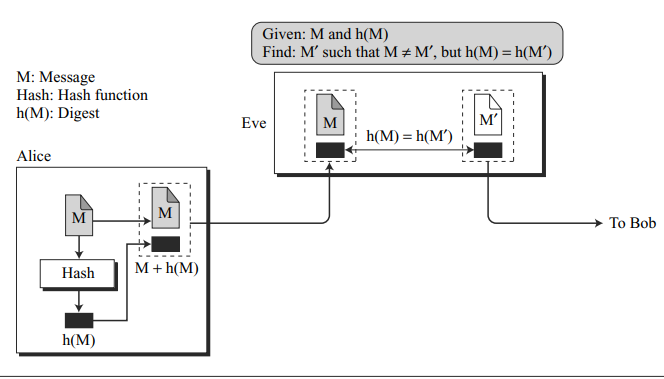 Given: M and h(M)
Find: M′ such that M ≠ M′, but h(M) = h(M′)
M: Message
Hash: Hash function
h(M): Digest
Eve
M
M′
h(M) = h(M′)
Alice
M
M
To Bob
Hash
M + h(M)
h(M)